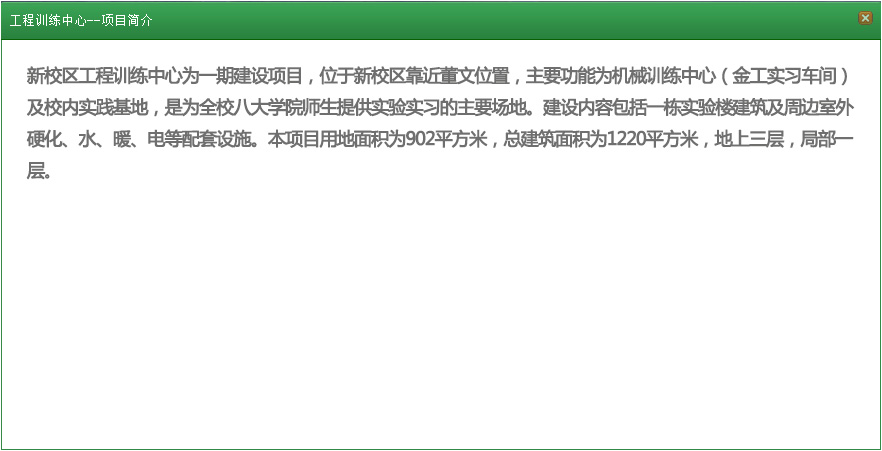 工程训练中心--项目简介
新校区工程训练中心为一期建设项目，位于新校区靠近董文位置，主要功能为机械训练中心（金工实习车间）
及校内实践基地，是为全校八大学院师生提供实验实习的主要场地。建设内容包括一栋实验楼建筑及周边室外
硬化、水、暖、电等配套设施。本项目用地面积为902平方米，总建筑面积为1220平方米，地上三层，局部一
层。